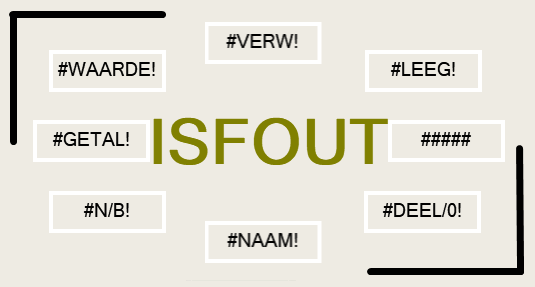 #VERW!
#WAARDE!
#LEEG!
#GETAL!
ISFOUT
#####
#N/B!
#DEEL/0!
#NAAM!